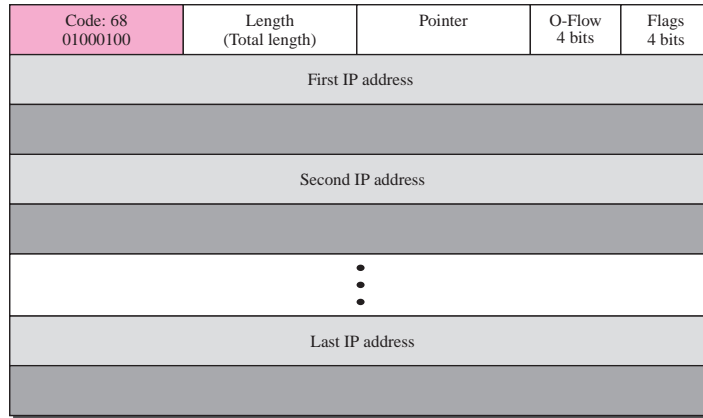 Code: 68
01000100
Length
(Total length)
Pointer
O-Flow
4 bits
Flags
4 bits
First IP address
Second IP address
Last IP address